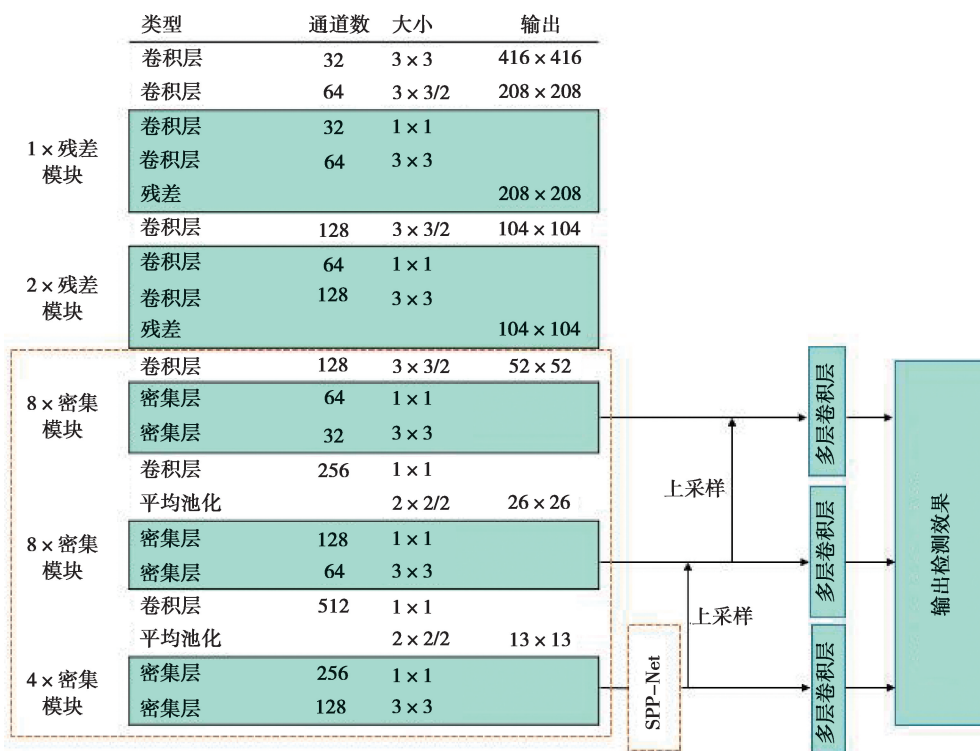 类型 通道数 大小 输出
卷积层 32 3×3 416×416
卷积层 64 3×3/2 208×208
1×残差
模块
卷积层 32 1×1
卷积层 64 3×3
残差 208×208
卷积层 128 3×3/2 104×104
2×残差
模块
卷积层 64 1×1
卷积层 128 3×3
残差 104×104
卷积层 128 3×3/2 52×52
8×密集
模块
密集层 64 1×1
密集层 32 3×3
卷积层 256 1×1
平均池化 2×2/2 26×26
8×密集
模块
密集层 128 1×1
密集层 64 3×3
卷积层 512 1×1
平均池化 2×2/2 13×13
4×密集
模块
密集层 256 1×1
密集层 128 3×3
SPP-Net
上采样
上采样
多层卷积层
多层卷积层
多层卷积层
输出检测效果